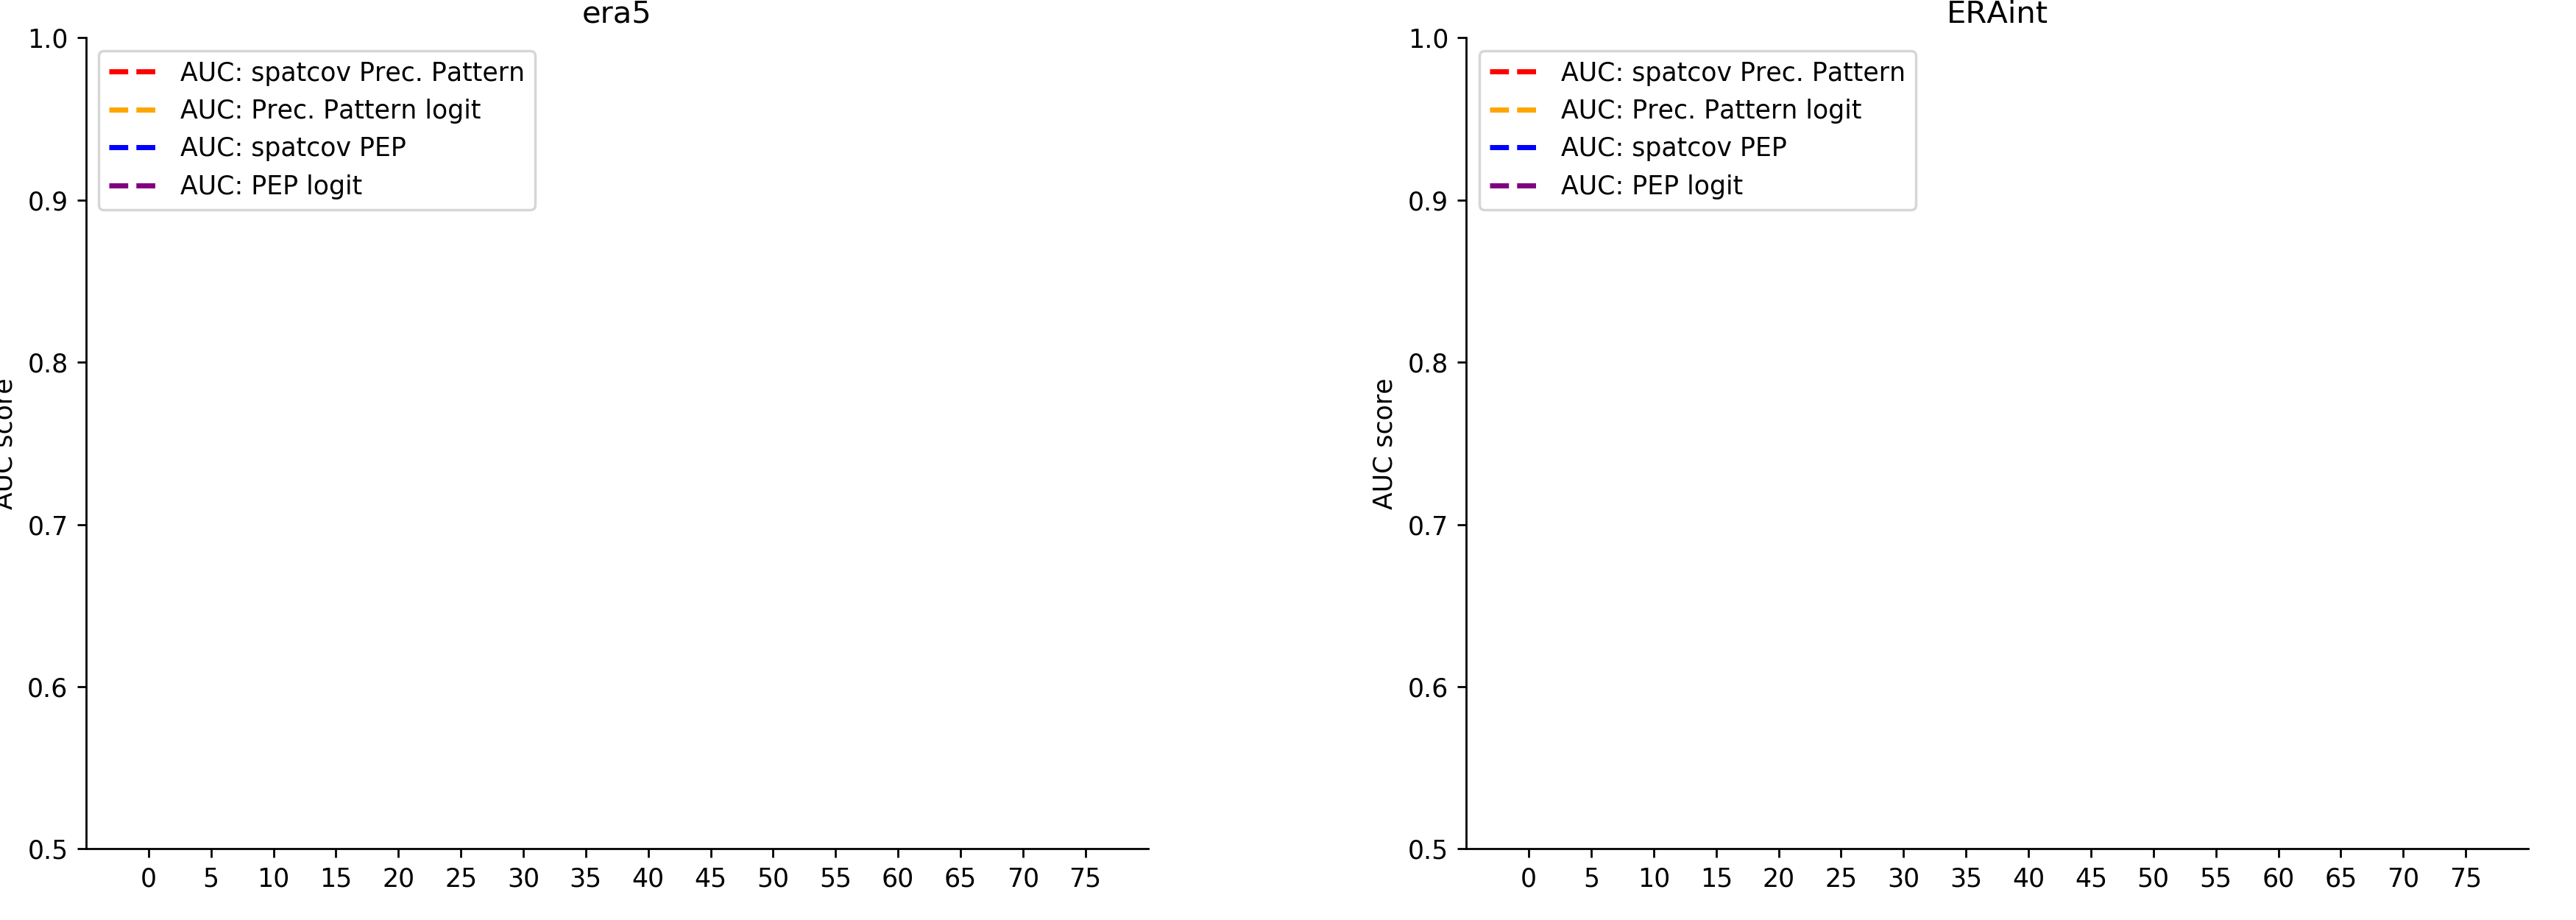 era5
1.0
0.9
0.8
0.7
0.6
0.5
AUC score
AUC: spatcov Prec. Pattern
AUC: Prec. Pattern logit
AUC: spatcov PEP
AUC: PEP logit
0 5 10 15 20 25 30 35 40 45 50 55 60 65 70 75
ERAint
1.0
0.9
0.8
0.7
0.6
0.5
AUC score
AUC: spatcov Prec. Pattern
AUC: Prec. Pattern logit
AUC: spatcov PEP
AUC: PEP logit
0 5 10 15 20 25 30 35 40 45 50 55 60 65 70 75